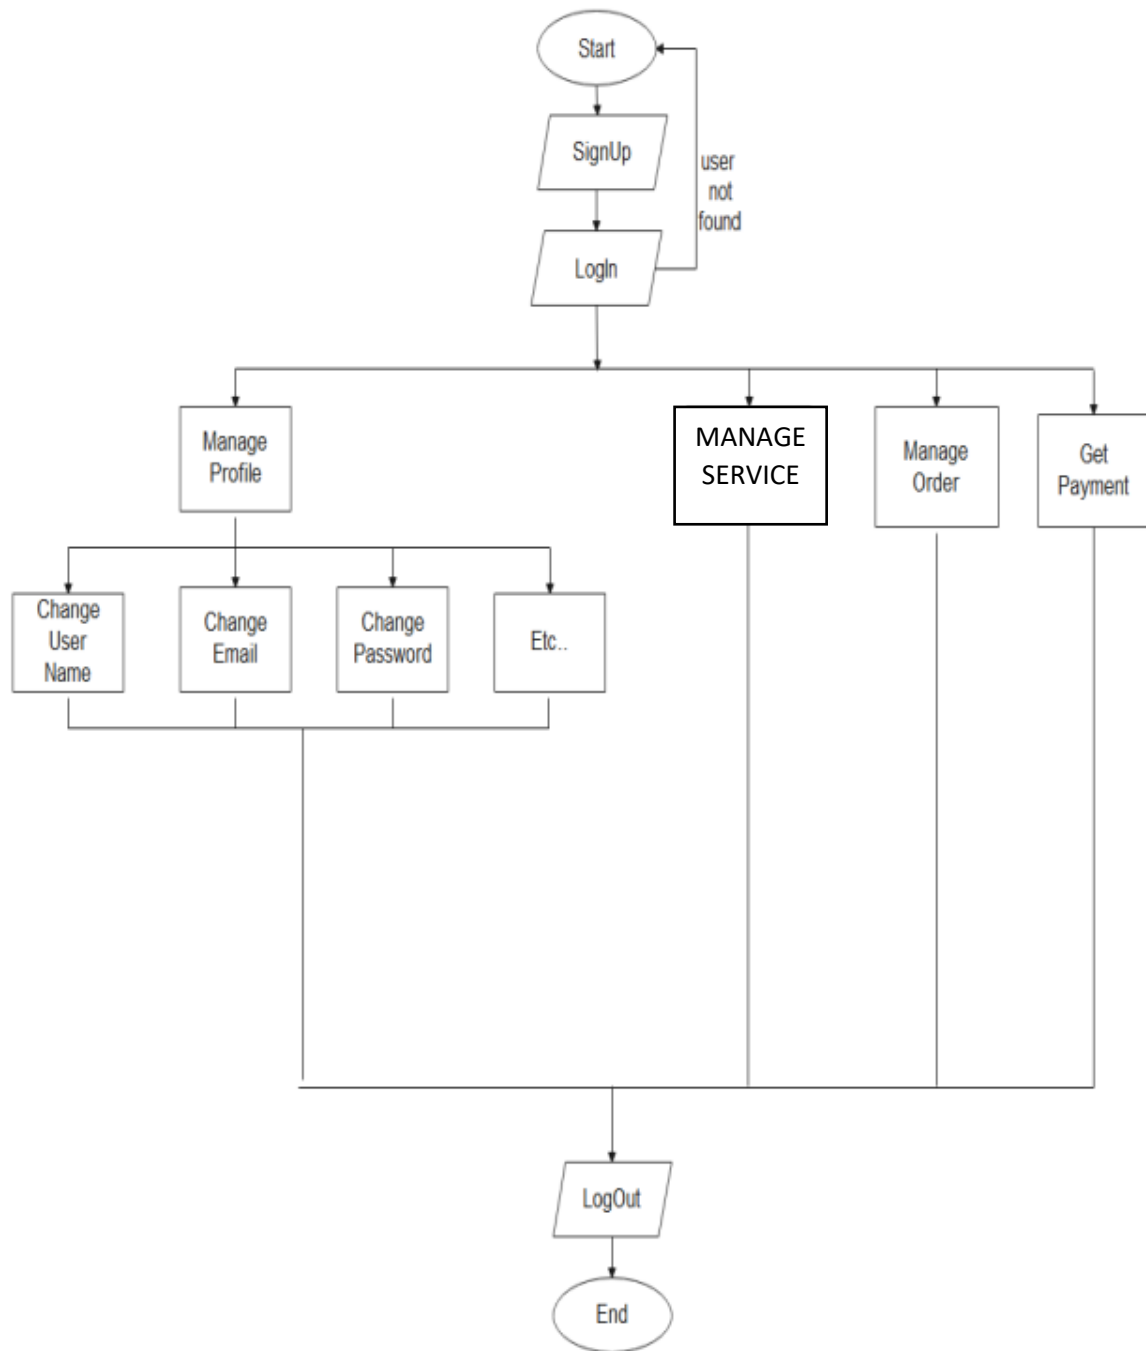 Start
SignUp
user
not
found
LogIn
Manage
Profile
MANAGE
SERVICE
Manage
Order
Get
Payment
Change
User
Name
Change
Email
Change
Password
Etc..
LogOut
End